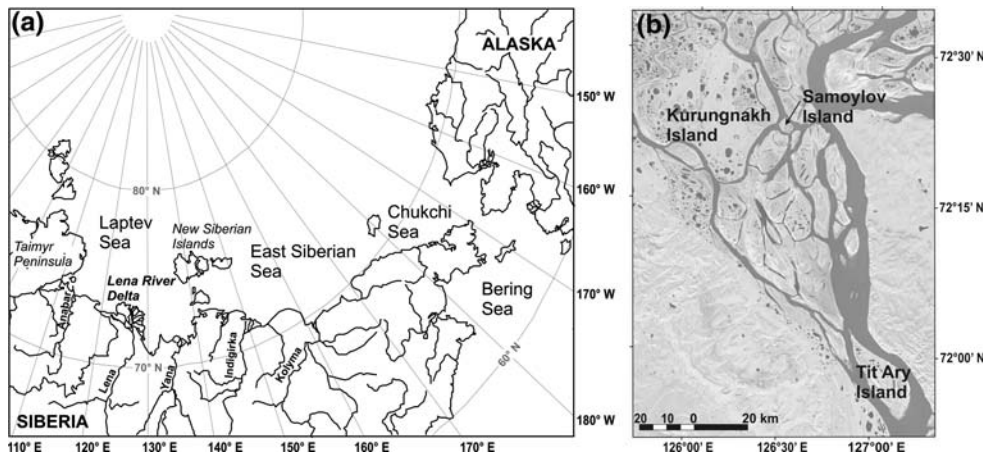 (a)
ALASKA
150° W
160° W
170° W
180° W
80° N
70° N
60° N
Taimyr
Peninsula
Laptev
Sea
New Siberian
Islands
Lena River
Delta
East Siberian
Sea
Chukchi
Sea
Bering
Sea
Anabar
Lena
Yana
Indigirka
Kolyma
SIBERIA
110° E
120° E
130° E
140° E
150° E
160° E
170° E
(b)
72°30' N
72°15' N
72°00' N
Kurungnakh
Island
Samoylov
Island
Tit Ary
Island
20 10 0 20 km
126°00' E
126°30' E
127°00' E